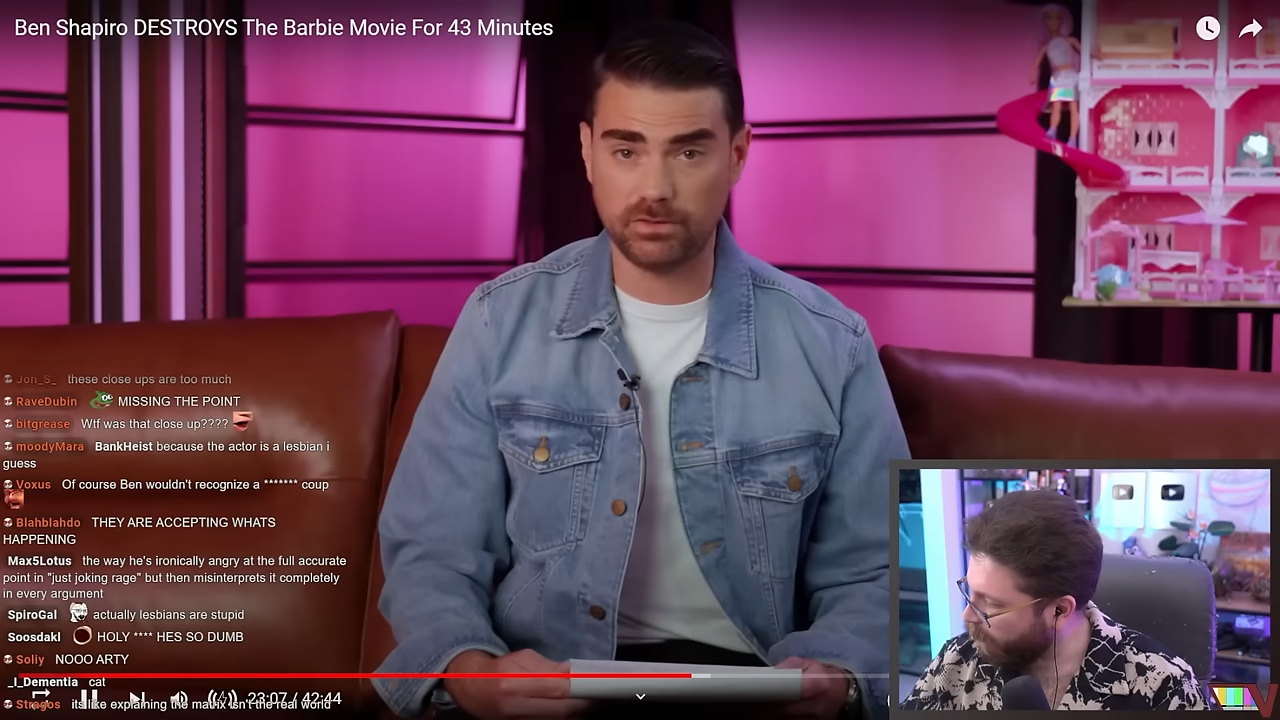 Ben Shapiro DESTROYS The Barbie Movie For 43 Minutes
Jon_S_ these close ups are too much
RaveDubin MISSING THE POINT
bitgrease Wtf was that close up????
moodyMara BankHeist because the actor is a lesbian i
guess
Voxus Of course Ben wouldn't recognize a ******* coup
Blahblahdo THEY ARE ACCEPTING WHATS
HAPPENING
Max5Lotus the way he's ironically angry at the full accurate
point in "just joking rage" but then misinterprets it completely
in every argument
SpiroGal actually lesbians are stupid
Soosdakl HOLY **** HES SO DUMB
Soliy NOOO ARTY
_I_Dementia cat
23:07 / 42:44
Stragos its like explaining the matrix isn't the real world